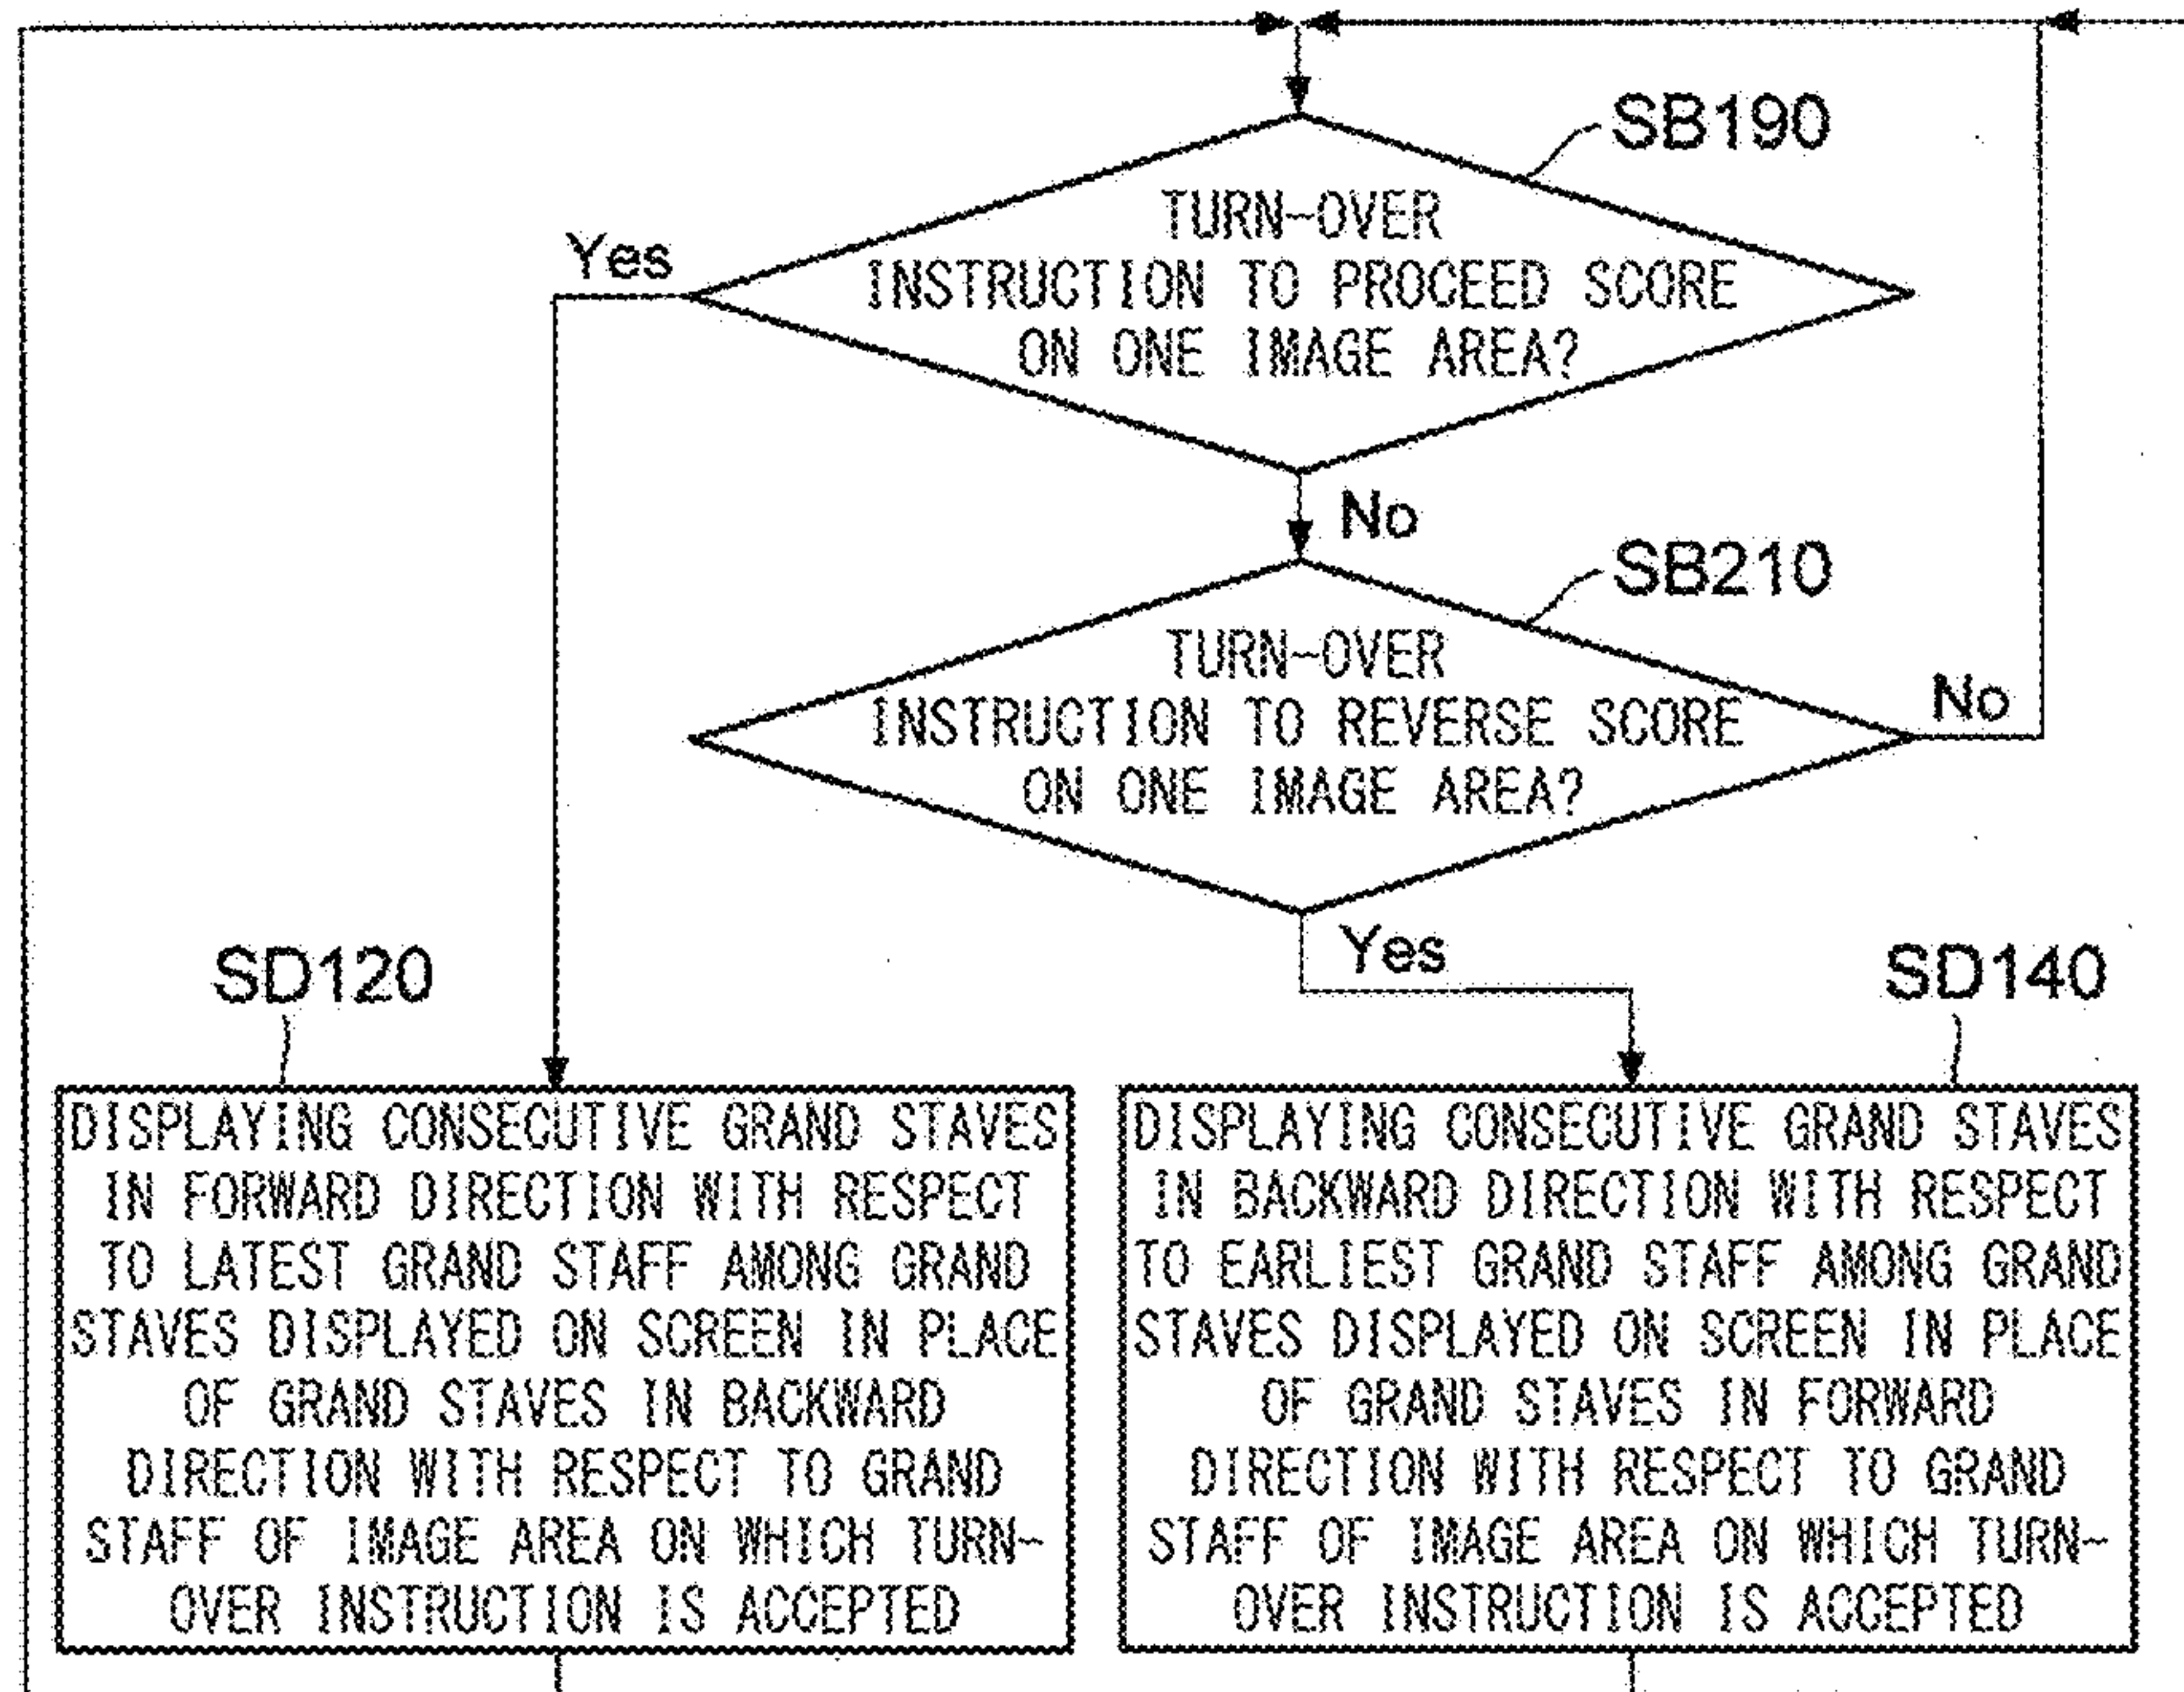 SB190
TURN-OVER
INSTRUCTION TO PROCEED SCORE
ON ONE IMAGE AREA?
Yes
No
SB210
TURN-OVER
INSTRUCTION TO REVERSE SCORE
ON ONE IMAGE AREA?
No
Yes
SD120
DISPLAYING CONSECUTIVE GRAND STAVES
IN FORWARD DIRECTION WITH RESPECT
TO LATEST GRAND STAFF AMONG GRAND
STAVES DISPLAYED ON SCREEN IN PLACE
OF GRAND STAVES IN BACKWARD
DIRECTION WITH RESPECT TO GRAND
STAFF OF IMAGE AREA ON WHICH TURN-
OVER INSTRUCTION IS ACCEPTED
SD140
DISPLAYING CONSECUTIVE GRAND STAVES
IN BACKWARD DIRECTION WITH RESPECT
TO EARLIEST GRAND STAFF AMONG GRAND
STAVES DISPLAYED ON SCREEN IN PLACE
OF GRAND STAVES IN FORWARD
DIRECTION WITH RESPECT TO GRAND
STAFF OF IMAGE AREA ON WHICH TURN-
OVER INSTRUCTION IS ACCEPTED